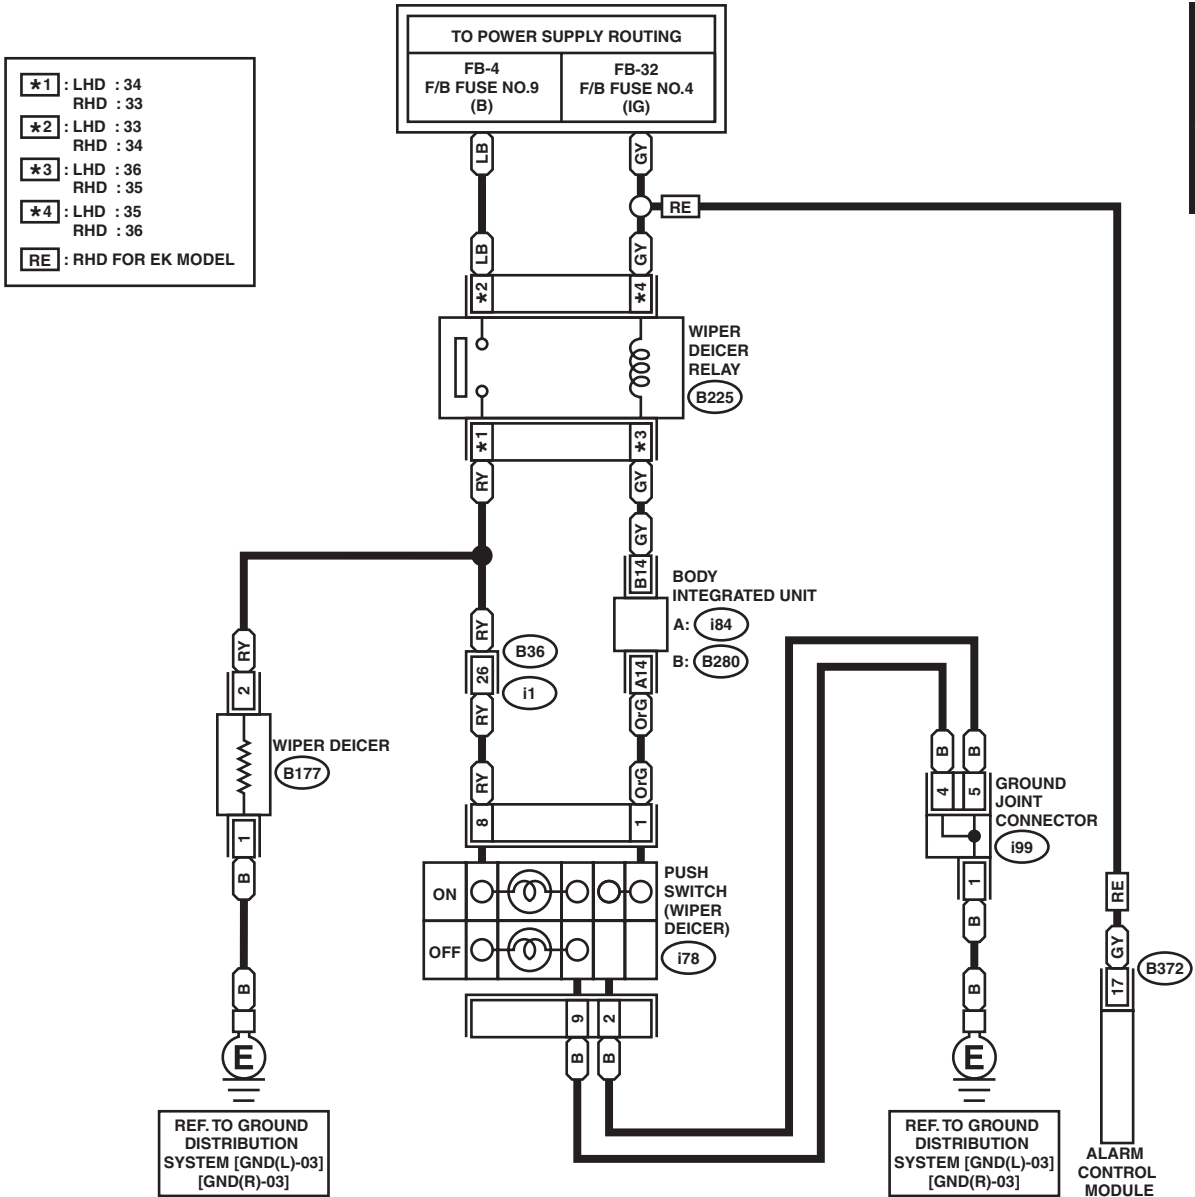 TO POWER SUPPLY ROUTING
FB-4
F/B FUSE NO.9
(B)
FB-32
F/B FUSE NO.4
(IG)
*1 : LHD : 34
RHD : 33
*2 : LHD : 33
RHD : 34
*3 : LHD : 36
RHD : 35
*4 : LHD : 35
RHD : 36
RE : RHD FOR EK MODEL
LB
GY
RE
LB
GY
*2
*4
WIPER
DEICER
RELAY
B225
*1
*3
RY
GY
GY
B14
BODY
INTEGRATED UNIT
A: i84
B: B280
RY
B36
26
i1
A14
RY
OrG
RY
2
WIPER DEICER
B177
1
B
B
E
REF. TO GROUND
DISTRIBUTION
SYSTEM [GND(L)-03]
[GND(R)-03]
RY
OrG
8
1
ON
OFF
PUSH
SWITCH
(WIPER
DEICER)
i78
9
2
B
B
B
B
4
5
GROUND
JOINT
CONNECTOR
i99
1
B
B
E
REF. TO GROUND
DISTRIBUTION
SYSTEM [GND(L)-03]
[GND(R)-03]
RE
GY
B372
17
ALARM
CONTROL
MODULE